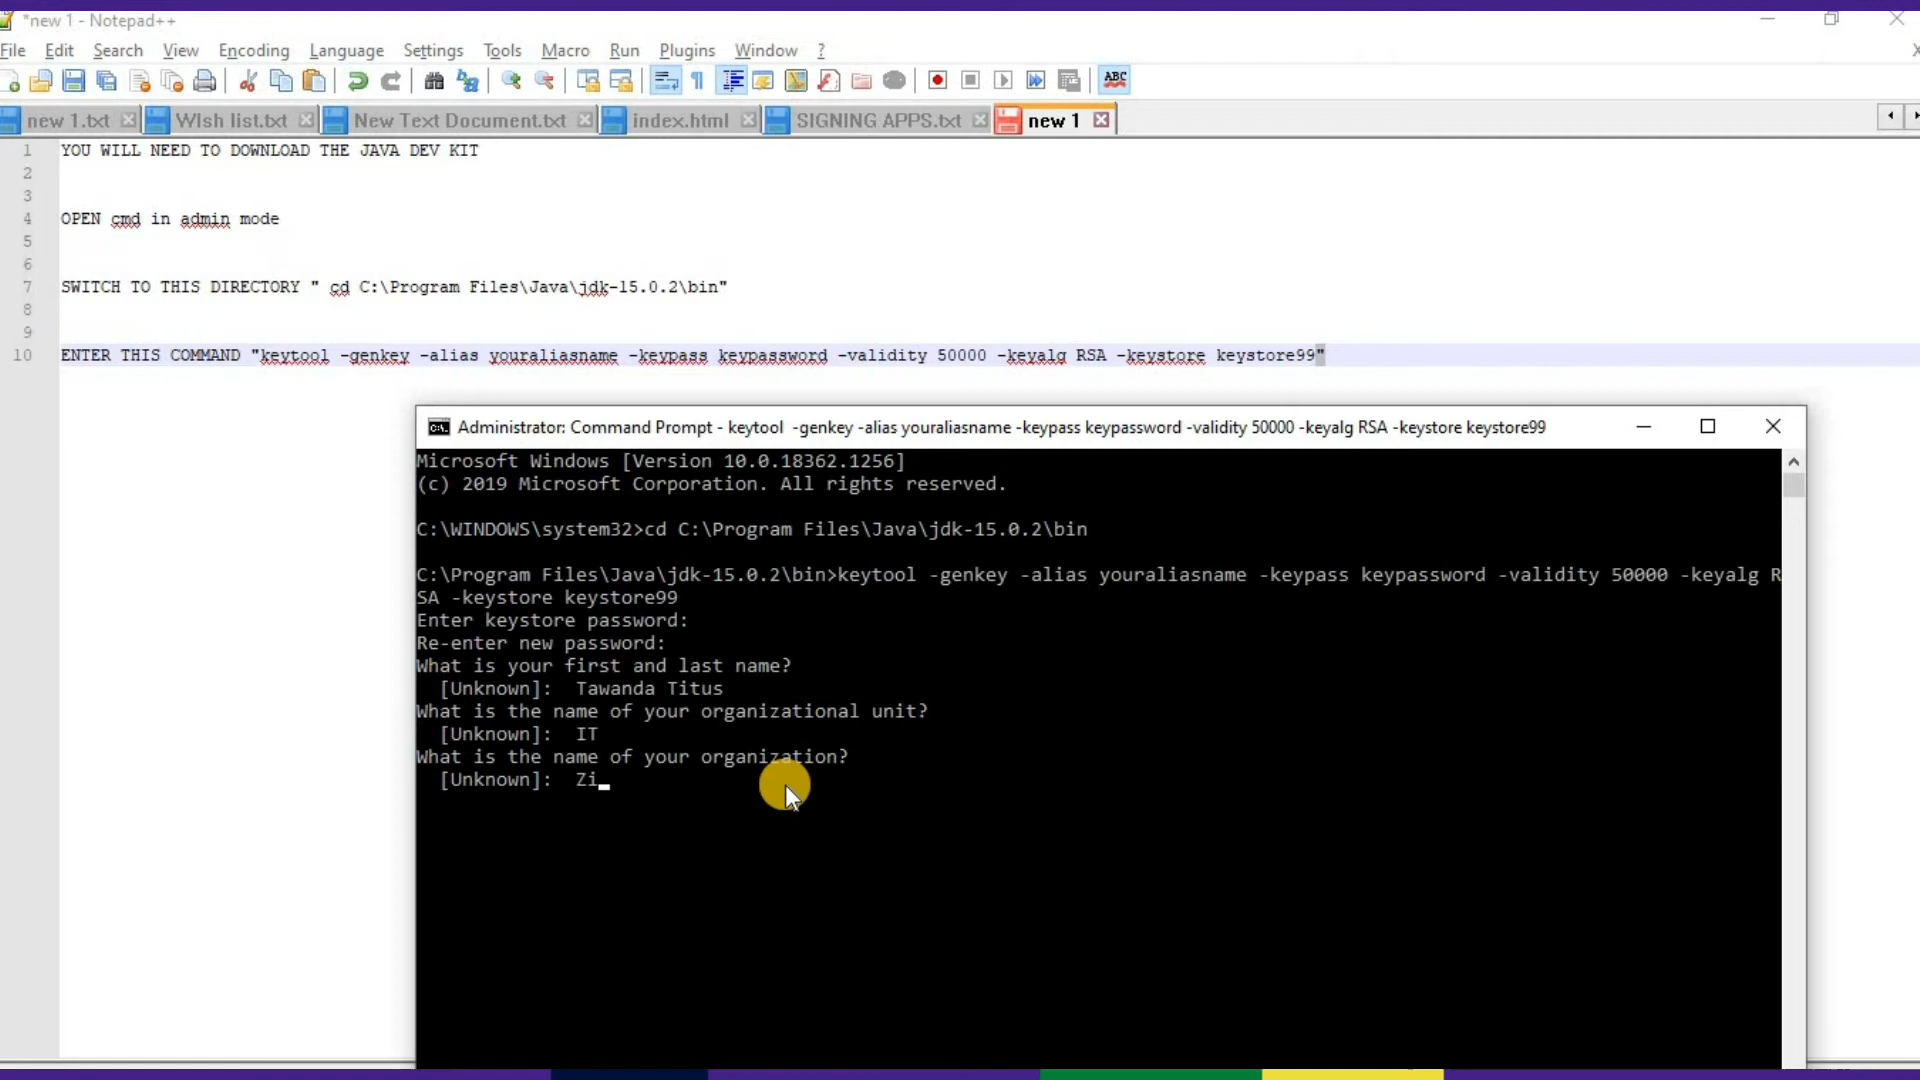 *new 1 - Notepad++
File Edit Search View Encoding Language Settings Tools Macro Run Plugins Window ?
ABC
new 1.txt WIsh list.txt New Text Document.txt index.html SIGNING APPS.txt new 1
1 YOU WILL NEED TO DOWNLOAD THE JAVA DEV KIT
2
3
4 OPEN cmd in admin mode
5
6
7 SWITCH TO THIS DIRECTORY " cd C:\Program Files\Java\jdk-15.0.2\bin"
8
9
10 ENTER THIS COMMAND "keytool -genkey -alias youraliasname -keypass keypassword -validity 50000 -keyalg RSA -keystore keystore99"
Administrator: Command Prompt - keytool -genkey -alias youraliasname -keypass keypassword -validity 50000 -keyalg RSA -keystore keystore99
Microsoft Windows [Version 10.0.18362.1256]
(c) 2019 Microsoft Corporation. All rights reserved.
C:\WINDOWS\system32>cd C:\Program Files\Java\jdk-15.0.2\bin
C:\Program Files\Java\jdk-15.0.2\bin>keytool -genkey -alias youraliasname -keypass keypassword -validity 50000 -keyalg R
SA -keystore keystore99
Enter keystore password:
Re-enter new password:
What is your first and last name?
[Unknown]: Tawanda Titus
What is the name of your organizational unit?
[Unknown]: IT
What is the name of your organization?
[Unknown]: Zi